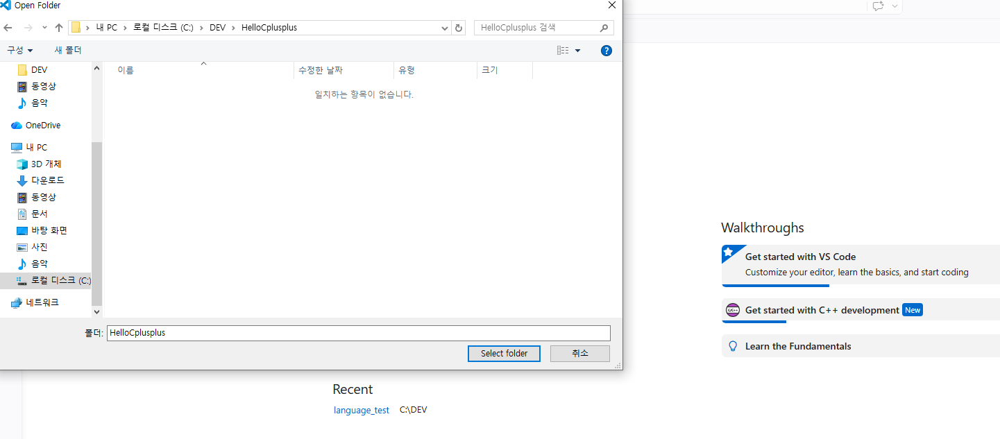 Open Folder
내 PC > 로컬 디스크 (C:) > DEV > HelloCplusplus
HelloCplusplus 검색
구성 새 폴더
DEV
동영상
음악
OneDrive
내 PC
3D 개체
다운로드
동영상
문서
바탕 화면
사진
음악
로컬 디스크 (C:)
네트워크
이름 수정한 날짜 유형 크기
일치하는 항목이 없습니다.
폴더: HelloCplusplus
Select folder 취소
Walkthroughs
Get started with VS Code
Customize your editor, learn the basics, and start coding
C/C++ Get started with C++ development New
Learn the Fundamentals
Recent
language_test C:\DEV